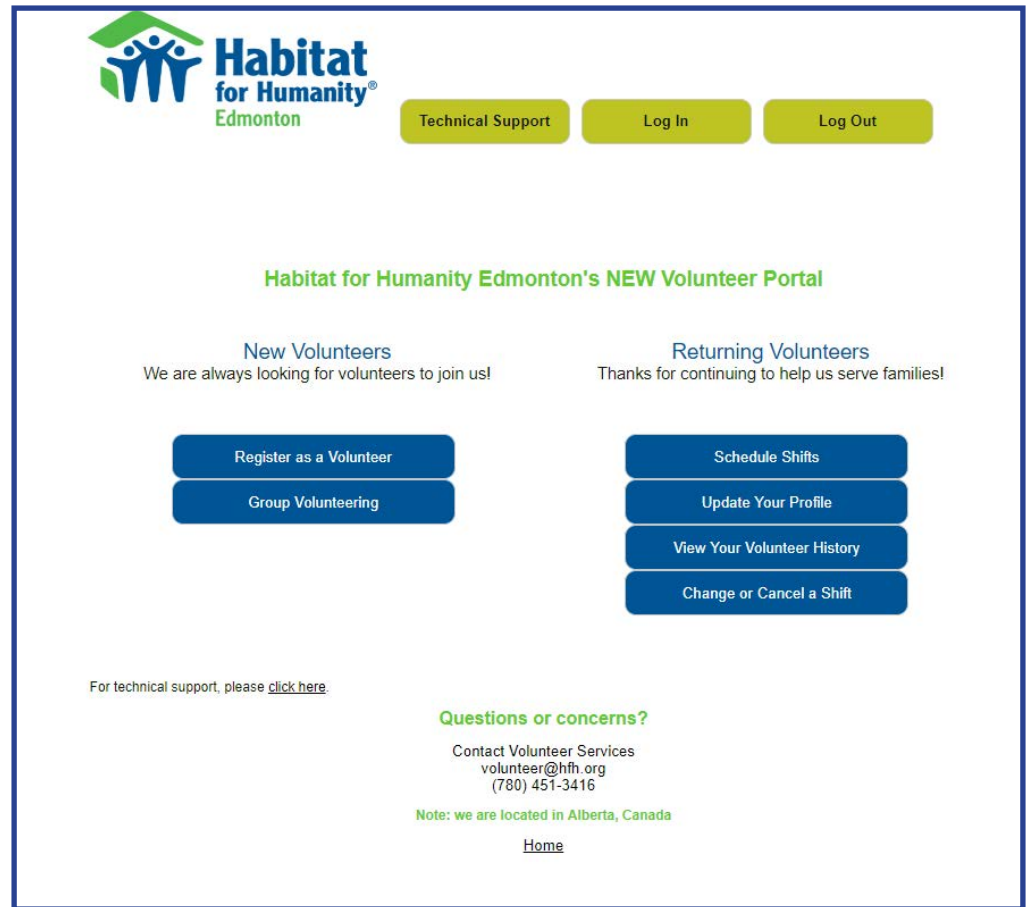 Habitat
for Humanity®
Edmonton
Technical Support
Log In
Log Out
Habitat for Humanity Edmonton's NEW Volunteer Portal
New Volunteers
We are always looking for volunteers to join us!
Register as a Volunteer
Group Volunteering
Returning Volunteers
Thanks for continuing to help us serve families!
Schedule Shifts
Update Your Profile
View Your Volunteer History
Change or Cancel a Shift
For technical support, please click here.
Questions or concerns?
Contact Volunteer Services
volunteer@hfh.org
(780) 451-3416
Note: we are located in Alberta, Canada
Home